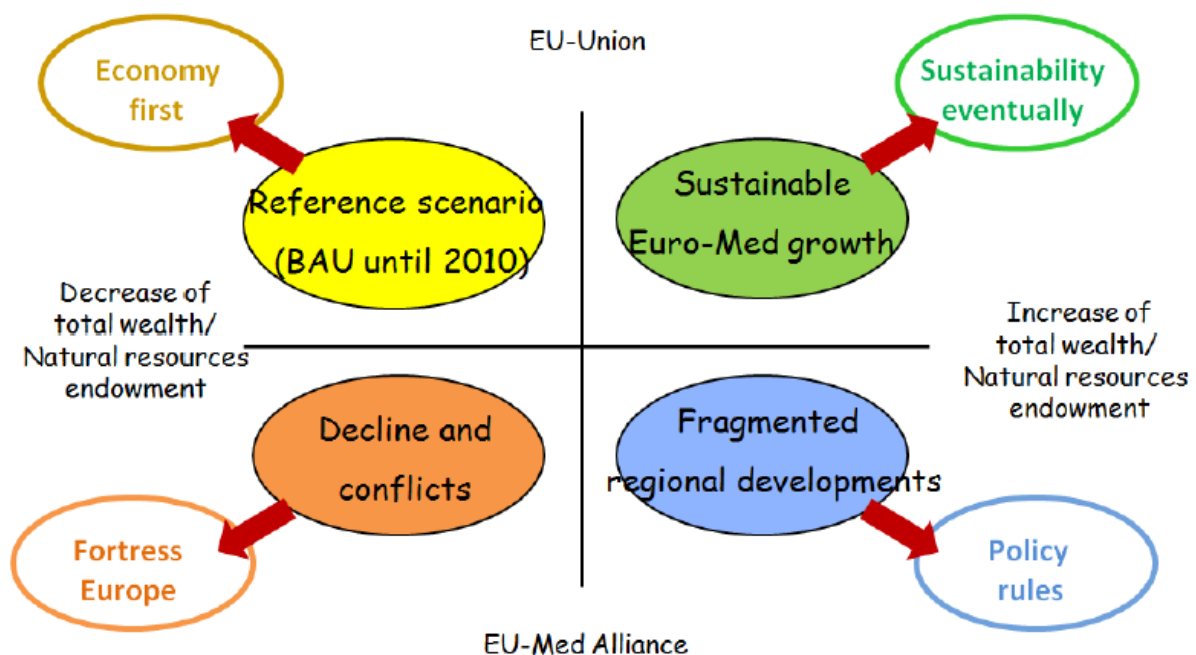 EU-Union
Economy
first
Sustainability
eventually
Reference scenario
(BAU until 2010)
Sustainable
Euro-Med growth
Decrease of
total wealth/
Natural resources
endowment
Increase of
total wealth/
Natural resources
endowment
Decline and
conflicts
Fragmented
regional developments
Fortress
Europe
Policy
rules
EU-Med Alliance